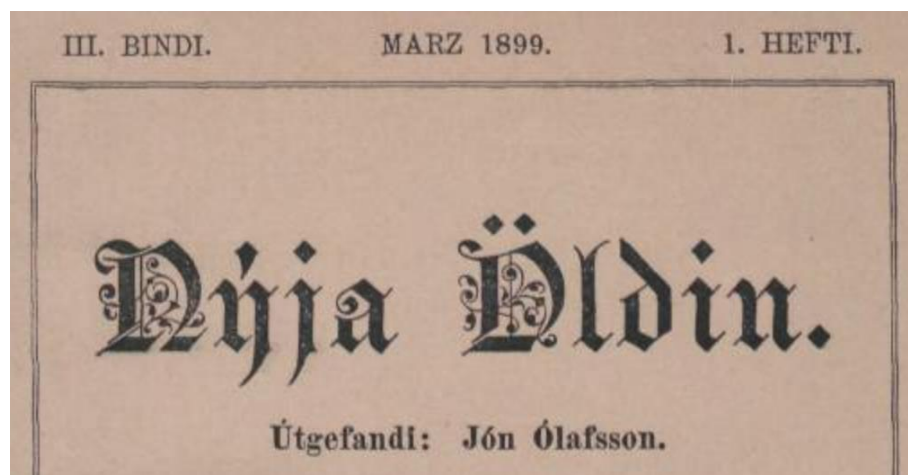 III. BINDI. MARZ 1899. 1. HEFTI.
Nýja Öldin.
Útgefandi: Jón Ólafsson.